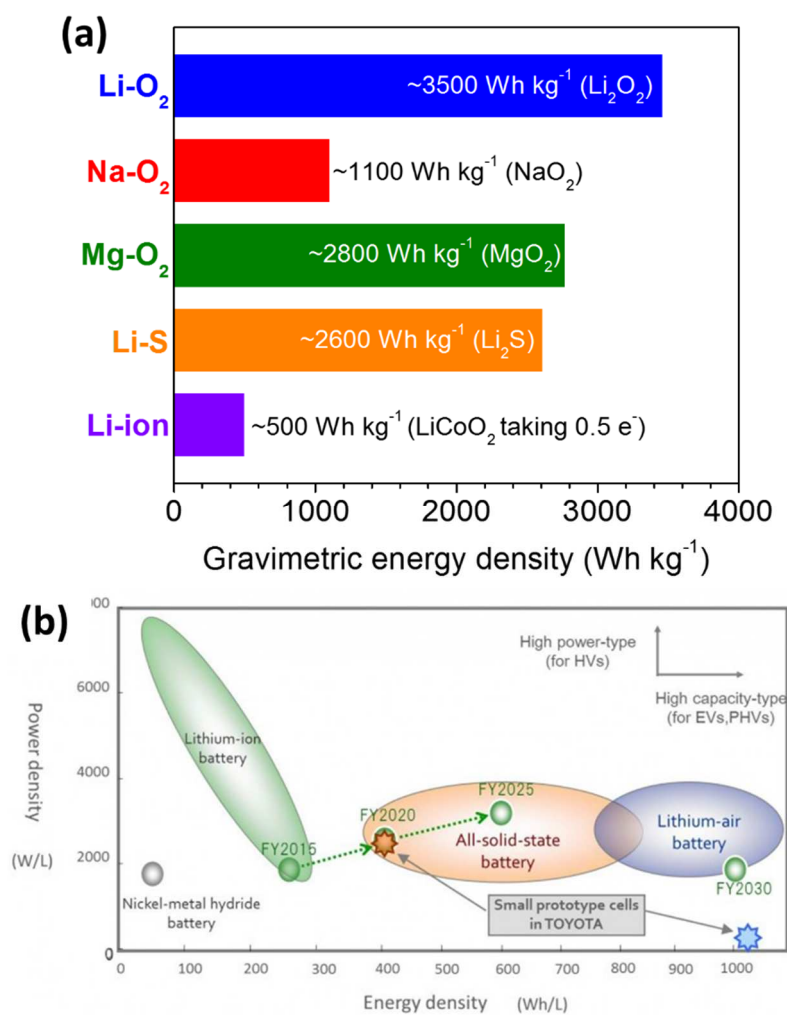 (a)
Li-O₂
~3500 Wh kg⁻¹ (Li₂O₂)
Na-O₂
~1100 Wh kg⁻¹ (NaO₂)
Mg-O₂
~2800 Wh kg⁻¹ (MgO₂)
Li-S
~2600 Wh kg⁻¹ (Li₂S)
Li-ion
~500 Wh kg⁻¹ (LiCoO₂ taking 0.5 e⁻)
0 1000 2000 3000 4000
Gravimetric energy density (Wh kg⁻¹)
(b)
High power-type
(for HVs)
High capacity-type
(for EVs,PHVs)
6000
4000
2000
0
Power density
(W/L)
Lithium-ion
battery
FY2015
FY2020
FY2025
All-solid-state
battery
Lithium-air
battery
FY2030
Nickel-metal hydride
battery
Small prototype cells
in TOYOTA
0 100 200 300 400 500 600 700 800 900 1000
Energy density (Wh/L)